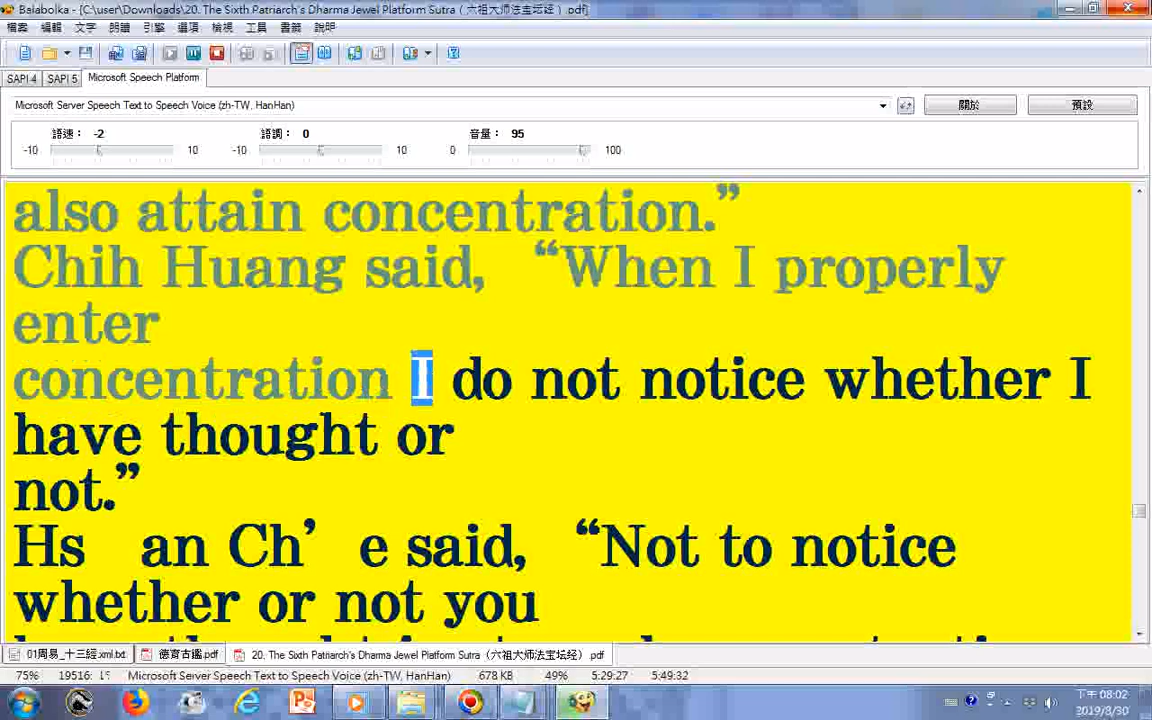 Balabolka - [C:\user\Downloads\20. The Sixth Patriarch's Dharma Jewel Platform Sutra（六祖大师法宝坛经）.pdf]
檔案 編輯 文字 朗讀 引擎 選項 檢視 工具 書籤 說明
SAPI 4 SAPI 5 Microsoft Speech Platform
Microsoft Server Speech Text to Speech Voice (zh-TW, HanHan) 關於 預設
語速： -2 語調： 0 音量： 95
-10 10 -10 10 0 100
also attain concentration.”
Chih Huang said, “When I properly
enter
concentration I do not notice whether I
have thought or
not.”
Hs an Ch’ e said, “Not to notice
whether or not you
01周易_十三經.xml.txt 德育古鑑.pdf 20. The Sixth Patriarch's Dharma Jewel Platform Sutra（六祖大师法宝坛经）.pdf
75% 19516: Microsoft Server Speech Text to Speech Voice (zh-TW, HanHan) 678 KB 49% 5:29:27 5:49:32
下午 08:02
2019/8/30